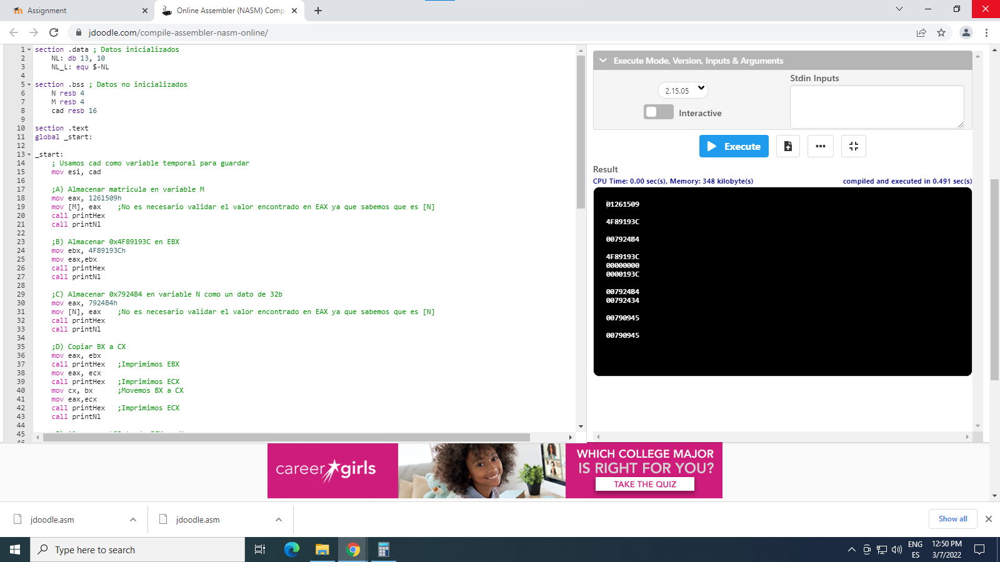 Assignment
Online Assembler (NASM) Comp
jdoodle.com/compile-assembler-nasm-online/
1 section .data ; Datos inicializados
2 NL: db 13, 10
3 NL_L: equ $-NL
4
5 section .bss ; Datos no inicializados
6 N resb 4
7 M resb 4
8 cad resb 16
9
10 section .text
11 global _start:
12
13 _start:
14 ; Usamos cad como variable temporal para guardar
15 mov esi, cad
16
17 ;A) Almacenar matricula en variable M
18 mov eax, 1261509h
19 mov [M], eax ;No es necesario validar el valor encontrado en EAX ya que sabemos que es [N]
20 call printHex
21 call printNl
22
23 ;B) Almacenar 0x4F89193C en EBX
24 mov ebx, 4F89193Ch
25 mov eax,ebx
26 call printHex
27 call printNl
28
29 ;C) Almacenar 0x7924B4 en variable N como un dato de 32b
30 mov eax, 7924B4h
31 mov [N], eax ;No es necesario validar el valor encontrado en EAX ya que sabemos que es [N]
32 call printHex
33 call printNl
34
35 ;D) Copiar BX a CX
36 mov eax, ebx
37 call printHex ;Imprimimos EBX
38 mov eax, ecx
39 call printHex ;Imprimimos ECX
40 mov cx, bx ;Movemos BX a CX
41 mov eax,ecx
42 call printHex ;Imprimimos ECX
43 call printNl
44
45
Execute Mode, Version, Inputs & Arguments
2.15.05
Interactive
Stdin Inputs
Execute
Result
CPU Time: 0.00 sec(s), Memory: 348 kilobyte(s)
compiled and executed in 0.491 sec(s)
01261509
4F89193C
007924B4
4F89193C
00000000
0000193C
007924B4
00792434
00790945
00790945
career girls
WHICH COLLEGE MAJOR
IS RIGHT FOR YOU?
TAKE THE QUIZ
jdoodle.asm
jdoodle.asm
Show all
Type here to search
ENG
ES
12:50 PM
3/7/2022